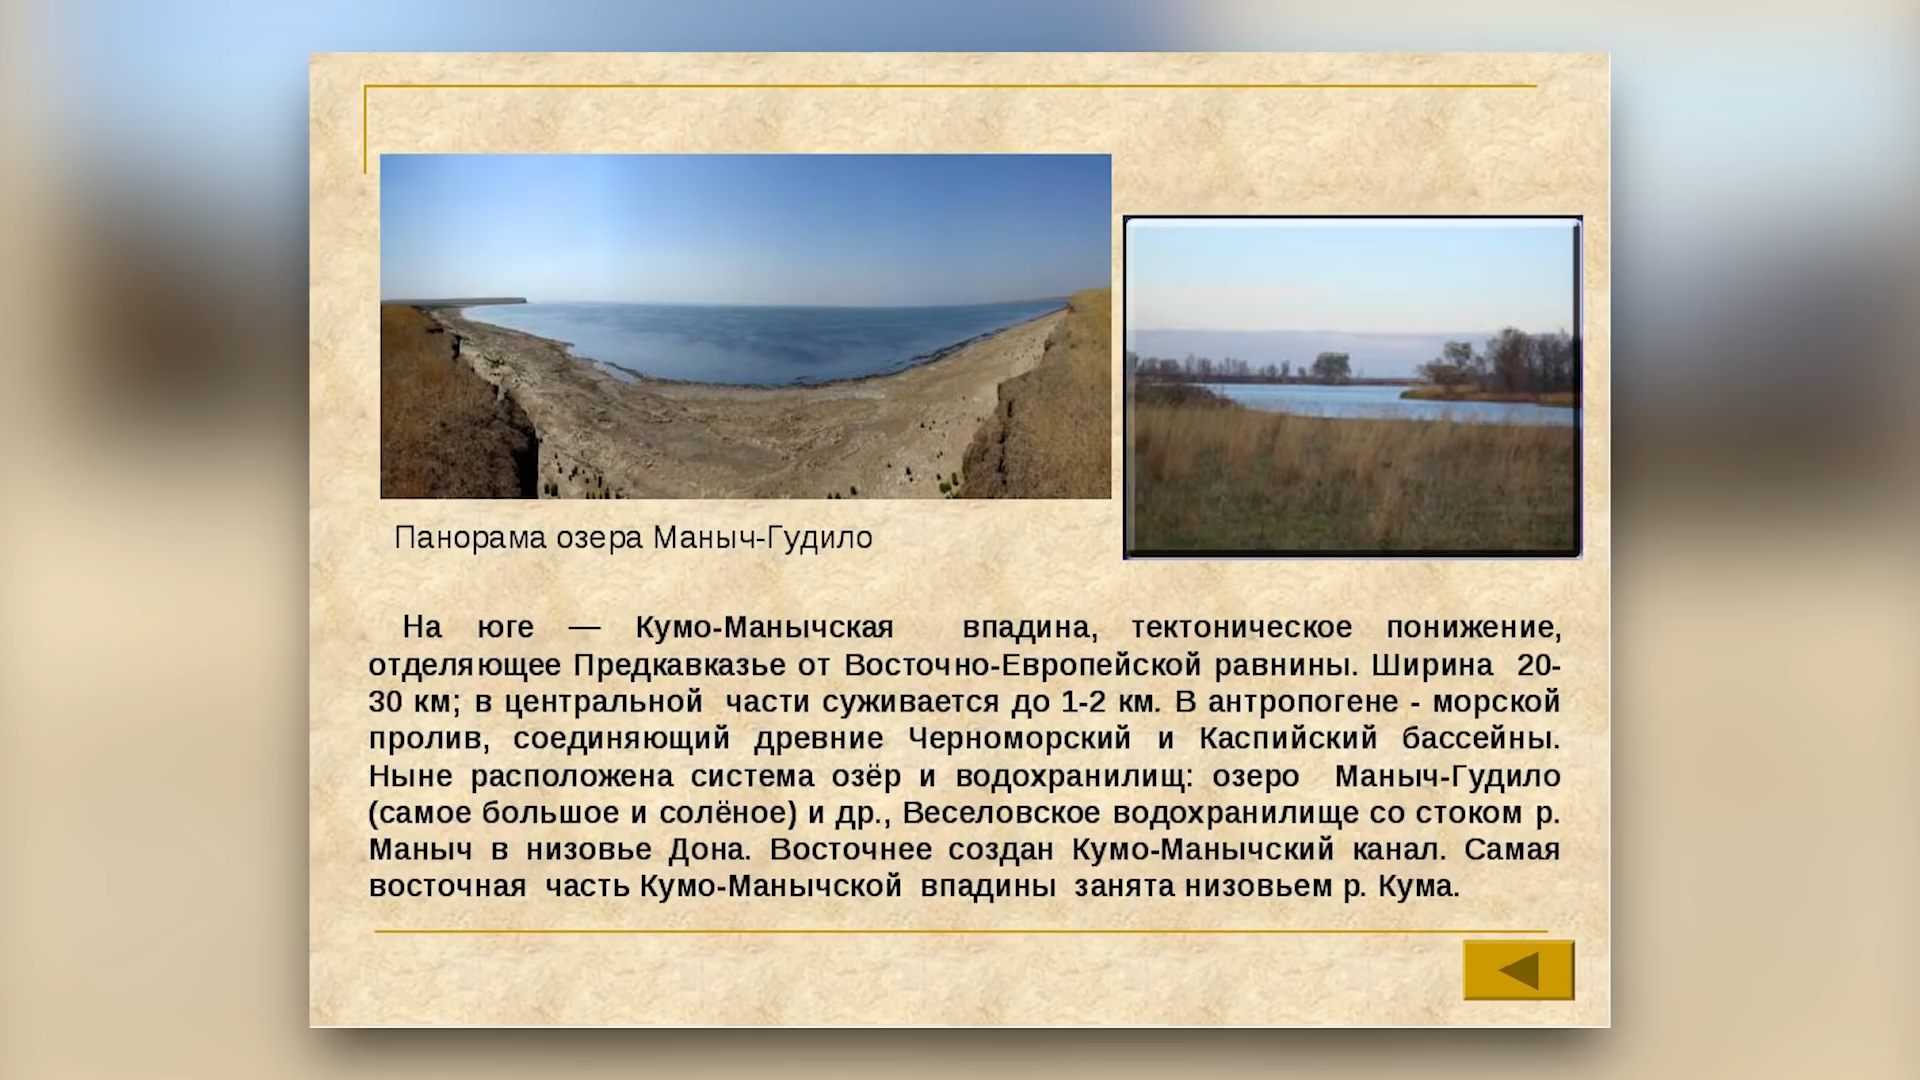 Панорама озера Маныч-Гудило
На юге — Кумо-Манычская впадина, тектоническое понижение,
отделяющее Предкавказье от Восточно-Европейской равнины. Ширина 20-
30 км; в центральной части суживается до 1-2 км. В антропогене - морской
пролив, соединяющий древние Черноморский и Каспийский бассейны.
Ныне расположена система озёр и водохранилищ: озеро Маныч-Гудило
(самое большое и солёное) и др., Веселовское водохранилище со стоком р.
Маныч в низовье Дона. Восточнее создан Кумо-Манычский канал. Самая
восточная часть Кумо-Манычской впадины занята низовьем р. Кума.